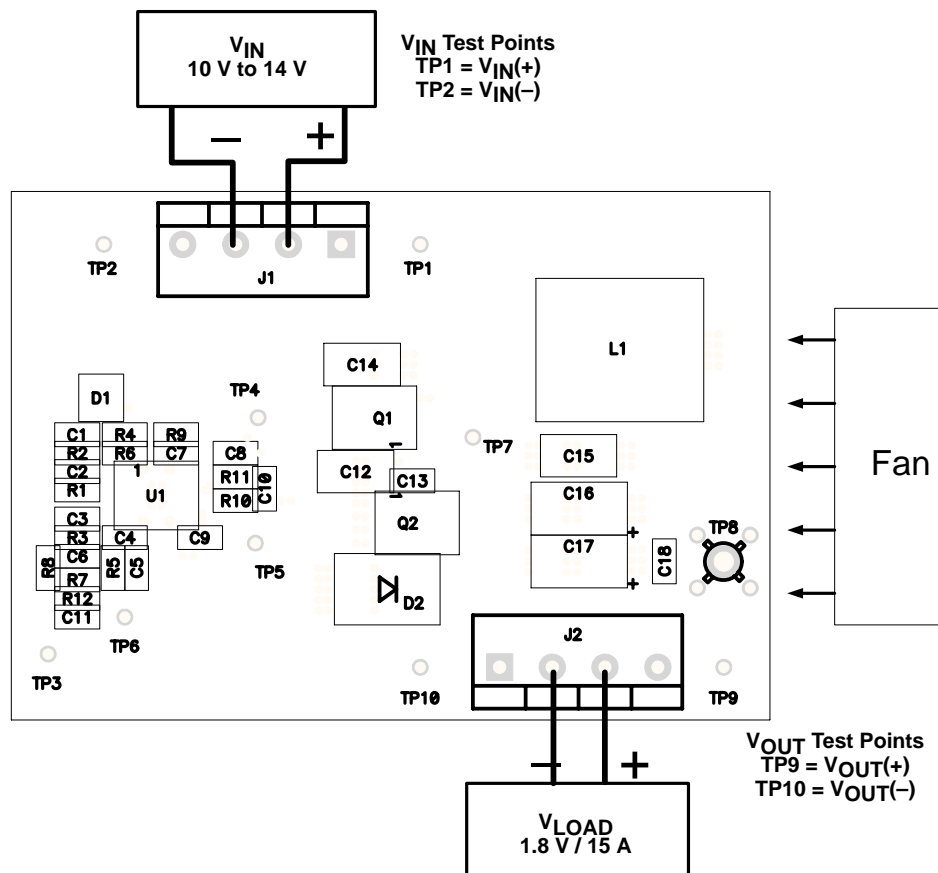 VIN
10 V to 14 V
VIN Test Points
TP1 = VIN(+)
TP2 = VIN(–)
– +
TP2
J1
TP1
L1
C14
D1
TP4
Q1
C1 R4 R9
R2 R6 C7 C8
TP7
C15
C2 1 R11 C10 C12 1
R1 U1 R10 1 C13
C16
Fan
C3
R3 C4 C9
Q2
TP8
C17 +
C6 R8 R5 C5
TP5
C18
R7
D2
+
R12
C11
TP6
J2
TP3
TP10
TP9
VOUT Test Points
TP9 = VOUT(+)
TP10 = VOUT(–)
– +
VLOAD
1.8 V / 15 A